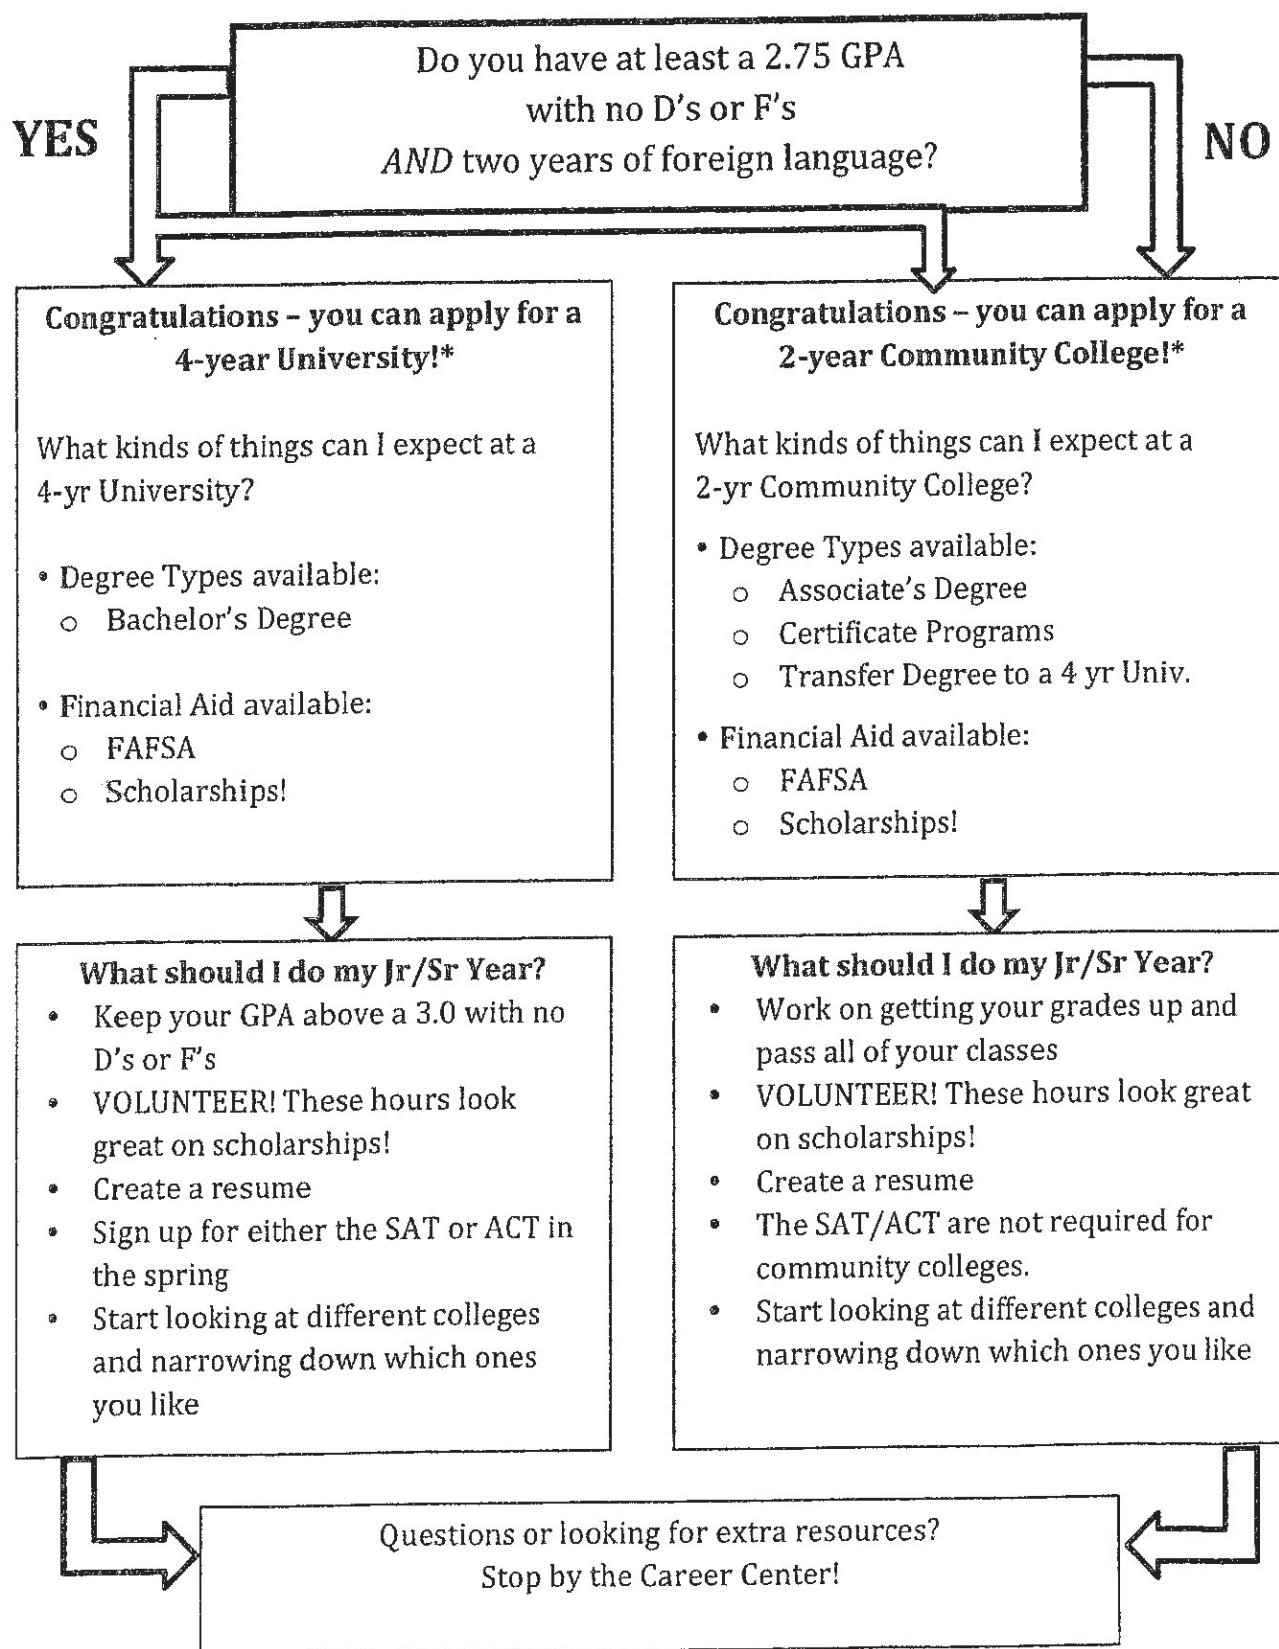 Do you have at least a 2.75 GPA
with no D's or F's
AND two years of foreign language?
YES
NO
Congratulations – you can apply for a
4-year University!*
What kinds of things can I expect at a
4-yr University?
• Degree Types available:
o Bachelor's Degree
• Financial Aid available:
o FAFSA
o Scholarships!
Congratulations – you can apply for a
2-year Community College!*
What kinds of things can I expect at a
2-yr Community College?
• Degree Types available:
o Associate's Degree
o Certificate Programs
o Transfer Degree to a 4 yr Univ.
• Financial Aid available:
o FAFSA
o Scholarships!
What should I do my Jr/Sr Year?
• Keep your GPA above a 3.0 with no
D's or F's
• VOLUNTEER! These hours look
great on scholarships!
• Create a resume
• Sign up for either the SAT or ACT in
the spring
• Start looking at different colleges
and narrowing down which ones
you like
What should I do my Jr/Sr Year?
• Work on getting your grades up and
pass all of your classes
• VOLUNTEER! These hours look great
on scholarships!
• Create a resume
• The SAT/ACT are not required for
community colleges.
• Start looking at different colleges and
narrowing down which ones you like
Questions or looking for extra resources?
Stop by the Career Center!